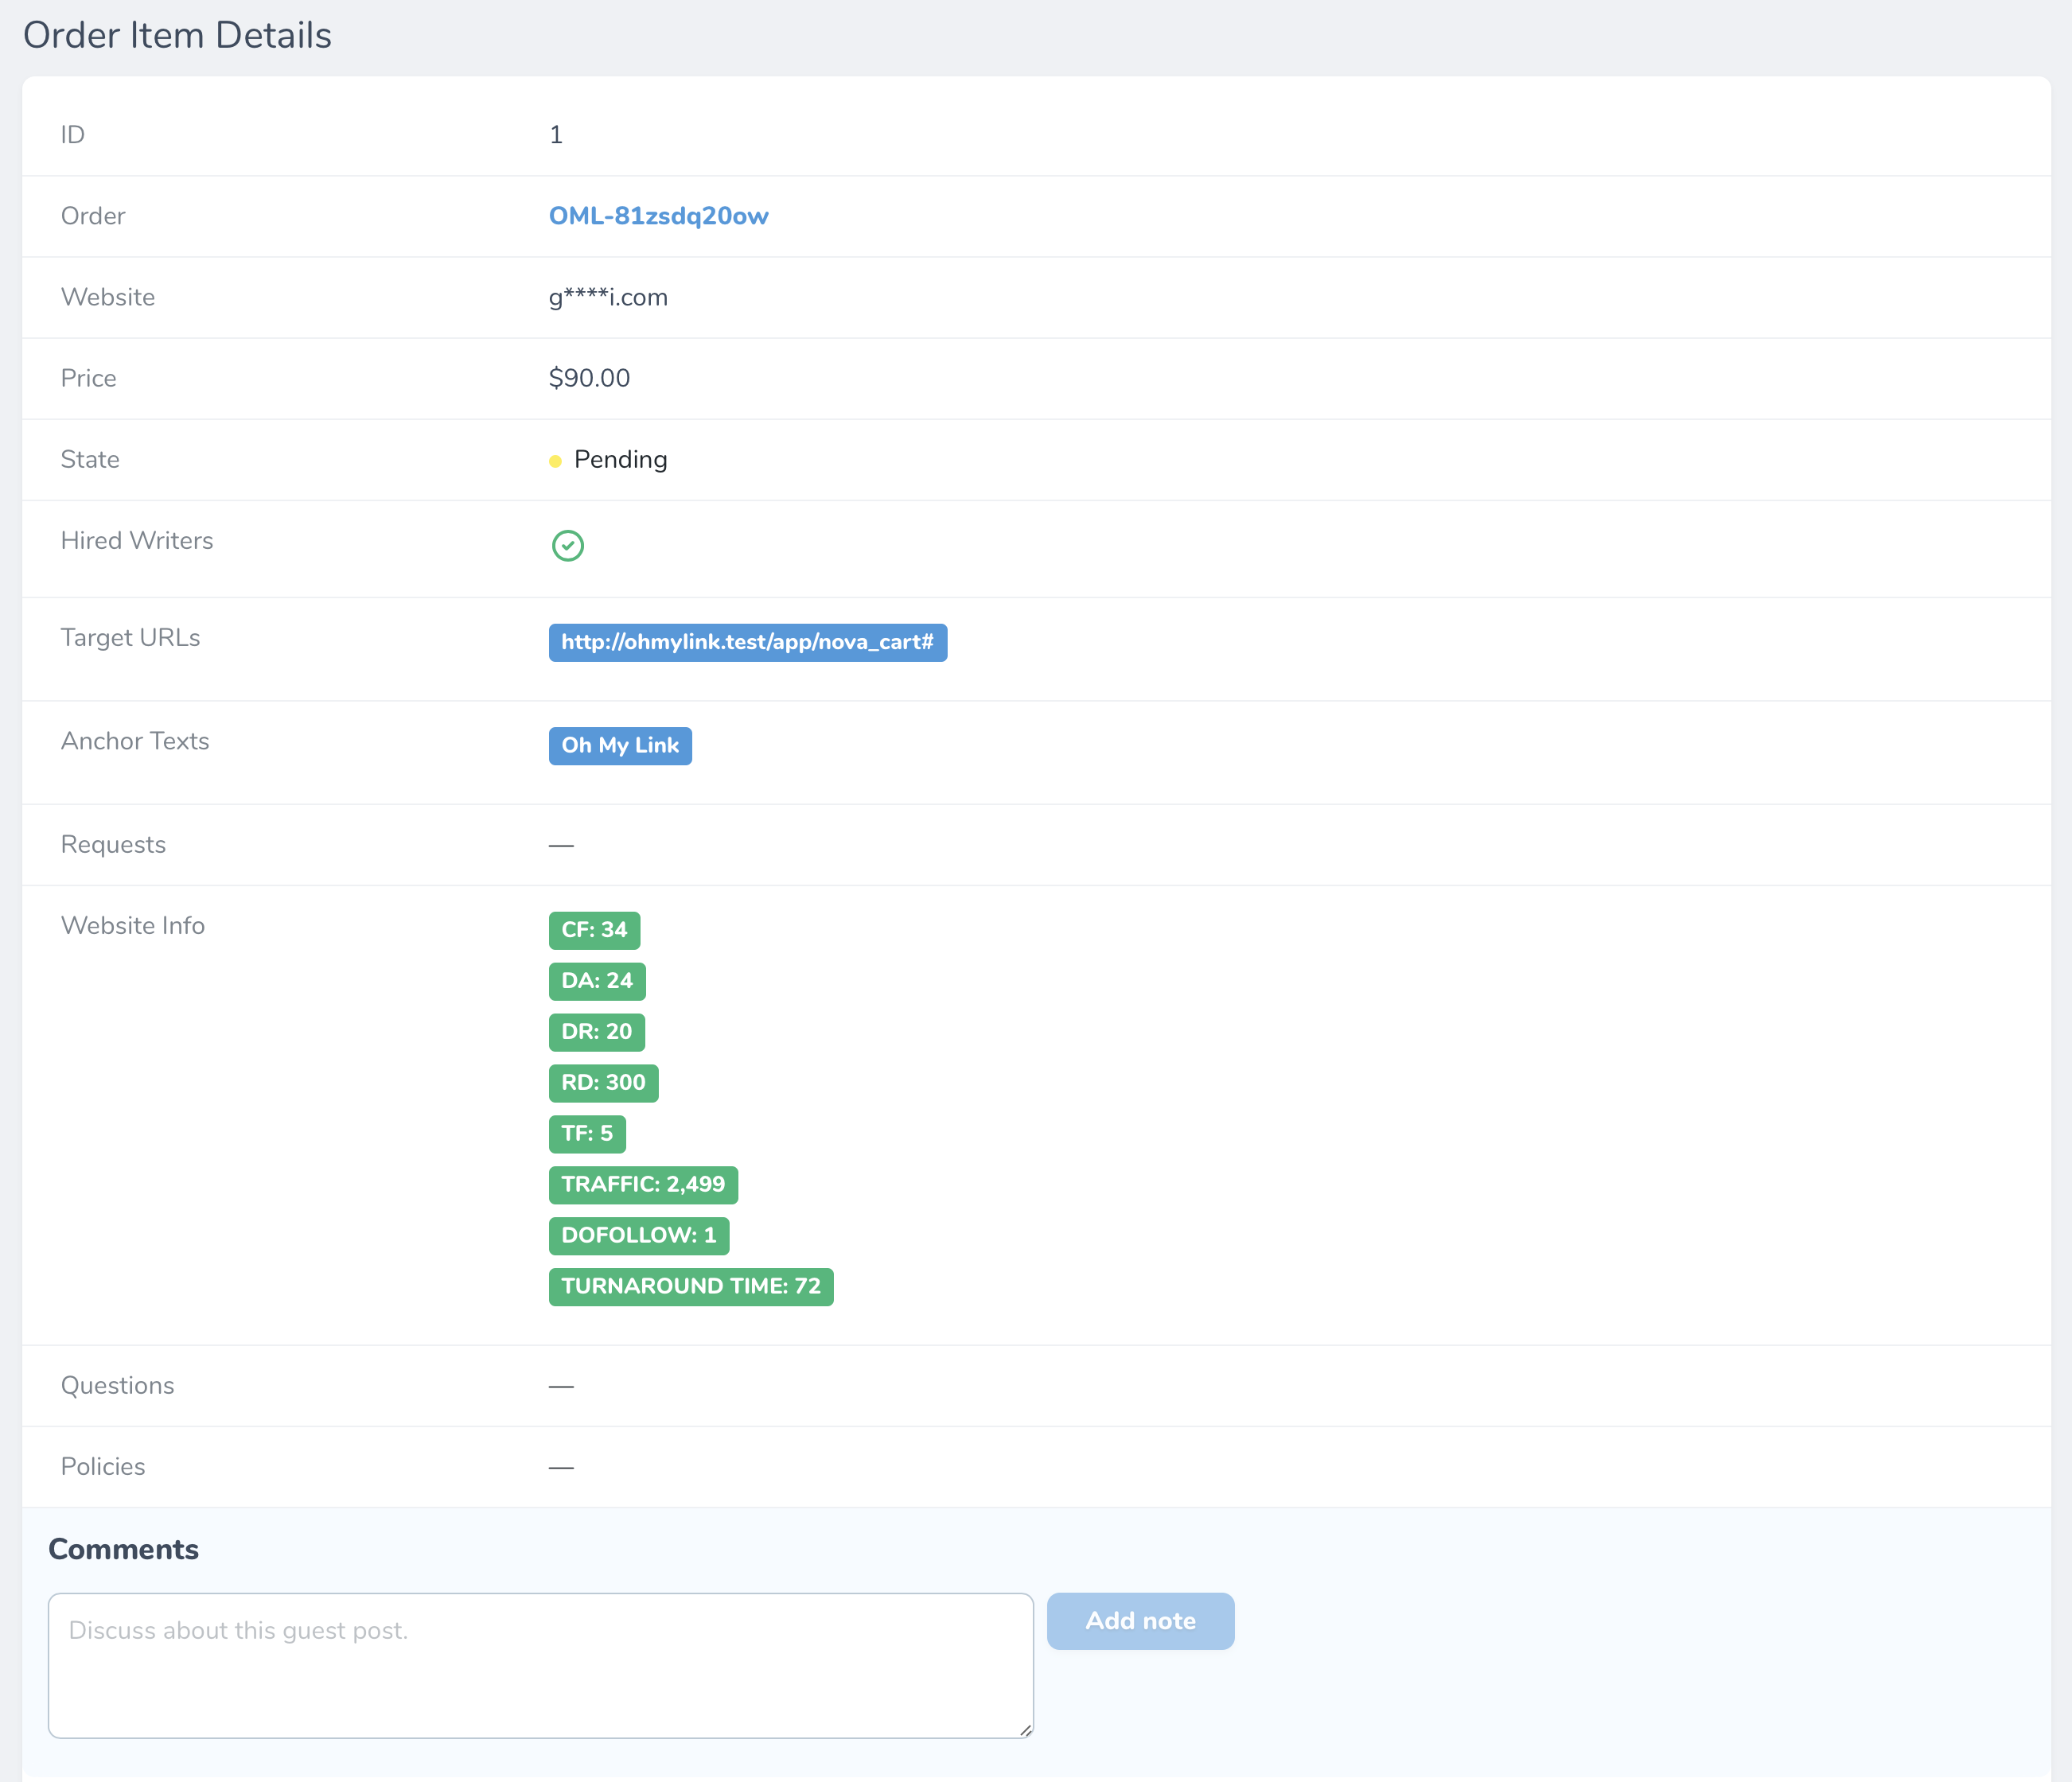 Order Item Details
ID 1
Order OML-81zsdq20ow
Website g****i.com
Price $90.00
State Pending
Hired Writers
Target URLs http://ohmylink.test/app/nova_cart#
Anchor Texts Oh My Link
Requests —
Website Info CF: 34
DA: 24
DR: 20
RD: 300
TF: 5
TRAFFIC: 2,499
DOFOLLOW: 1
TURNAROUND TIME: 72
Questions —
Policies —
Comments
Discuss about this guest post. Add note